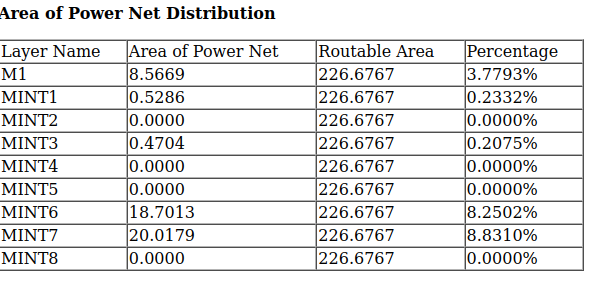 Area of Power Net Distribution
Layer Name Area of Power Net Routable Area Percentage
M1 8.5669 226.6767 3.7793%
MINT1 0.5286 226.6767 0.2332%
MINT2 0.0000 226.6767 0.0000%
MINT3 0.4704 226.6767 0.2075%
MINT4 0.0000 226.6767 0.0000%
MINT5 0.0000 226.6767 0.0000%
MINT6 18.7013 226.6767 8.2502%
MINT7 20.0179 226.6767 8.8310%
MINT8 0.0000 226.6767 0.0000%